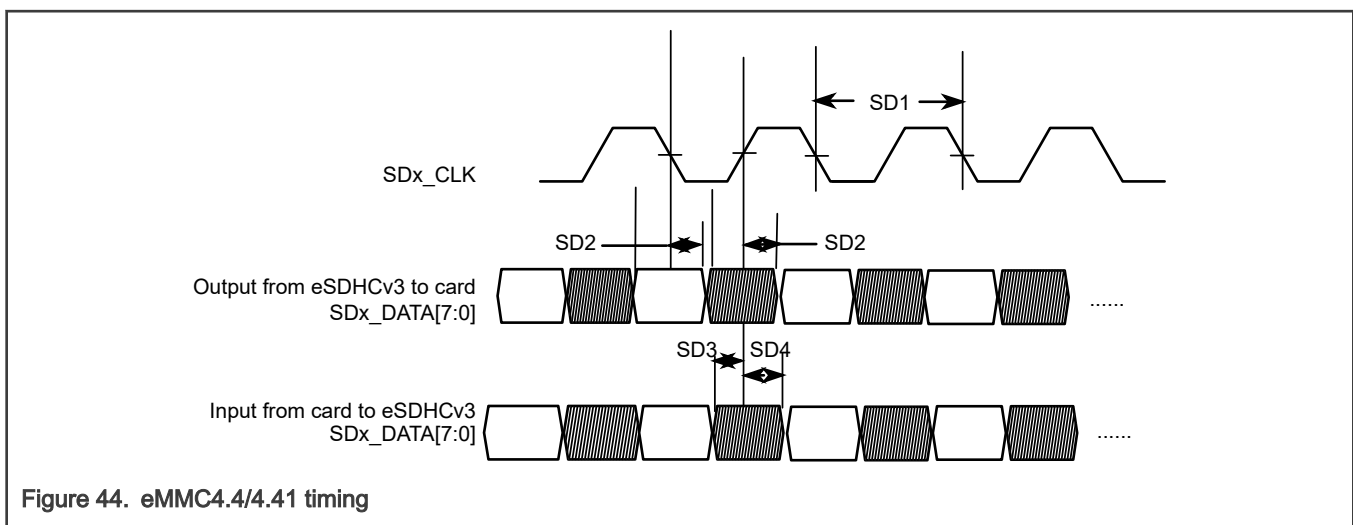 SD1
SDx_CLK
SD2
SD2
Output from eSDHCv3 to card
SDx_DATA[7:0]
......
SD3 SD4
Input from card to eSDHCv3
SDx_DATA[7:0]
......
Figure 44. eMMC4.4/4.41 timing